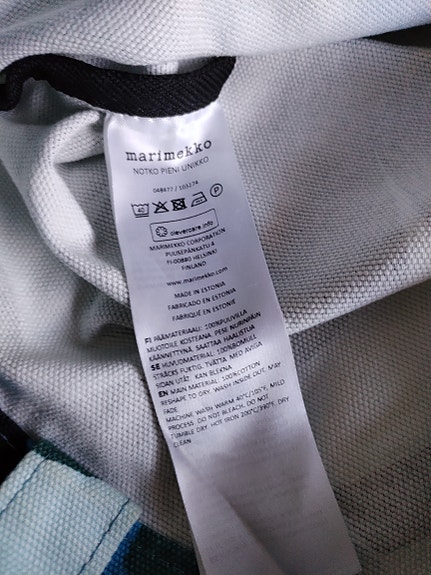 marimekko
NOTKO PIENI UNIKKO
048477 / 103174
40 P
clevercare.info
MARIMEKKO CORPORATION
PUUSEPÄNKATU 4
FI-00880 HELSINKI
FINLAND
www.marimekko.com
MADE IN ESTONIA
FABRICADO EN ESTONIA
FABRIQUÉ EN ESTONIE
FI PÄÄMATERIAALI: 100%PUUVILLA
MUOTOILE KOSTEANA. PESE NURINPÄIN
KÄÄNNETTYNÄ. SAATTAA HAALISTUA
SE HUVUDMATERIAL: 100%BOMULL
STRÄCKS FUKTIG. TVÄTTA MED AVIGA
SIDAN UTÅT. KAN BLEKNA
EN MAIN MATERIAL: 100%COTTON
RESHAPE TO DRY. WASH INSIDE OUT. MAY
FADE
MACHINE WASH WARM 40°C/105°F. MILD
PROCESS. DO NOT BLEACH. DO NOT
TUMBLE DRY. HOT IRON 200°C/390°F. DRY
CLEAN